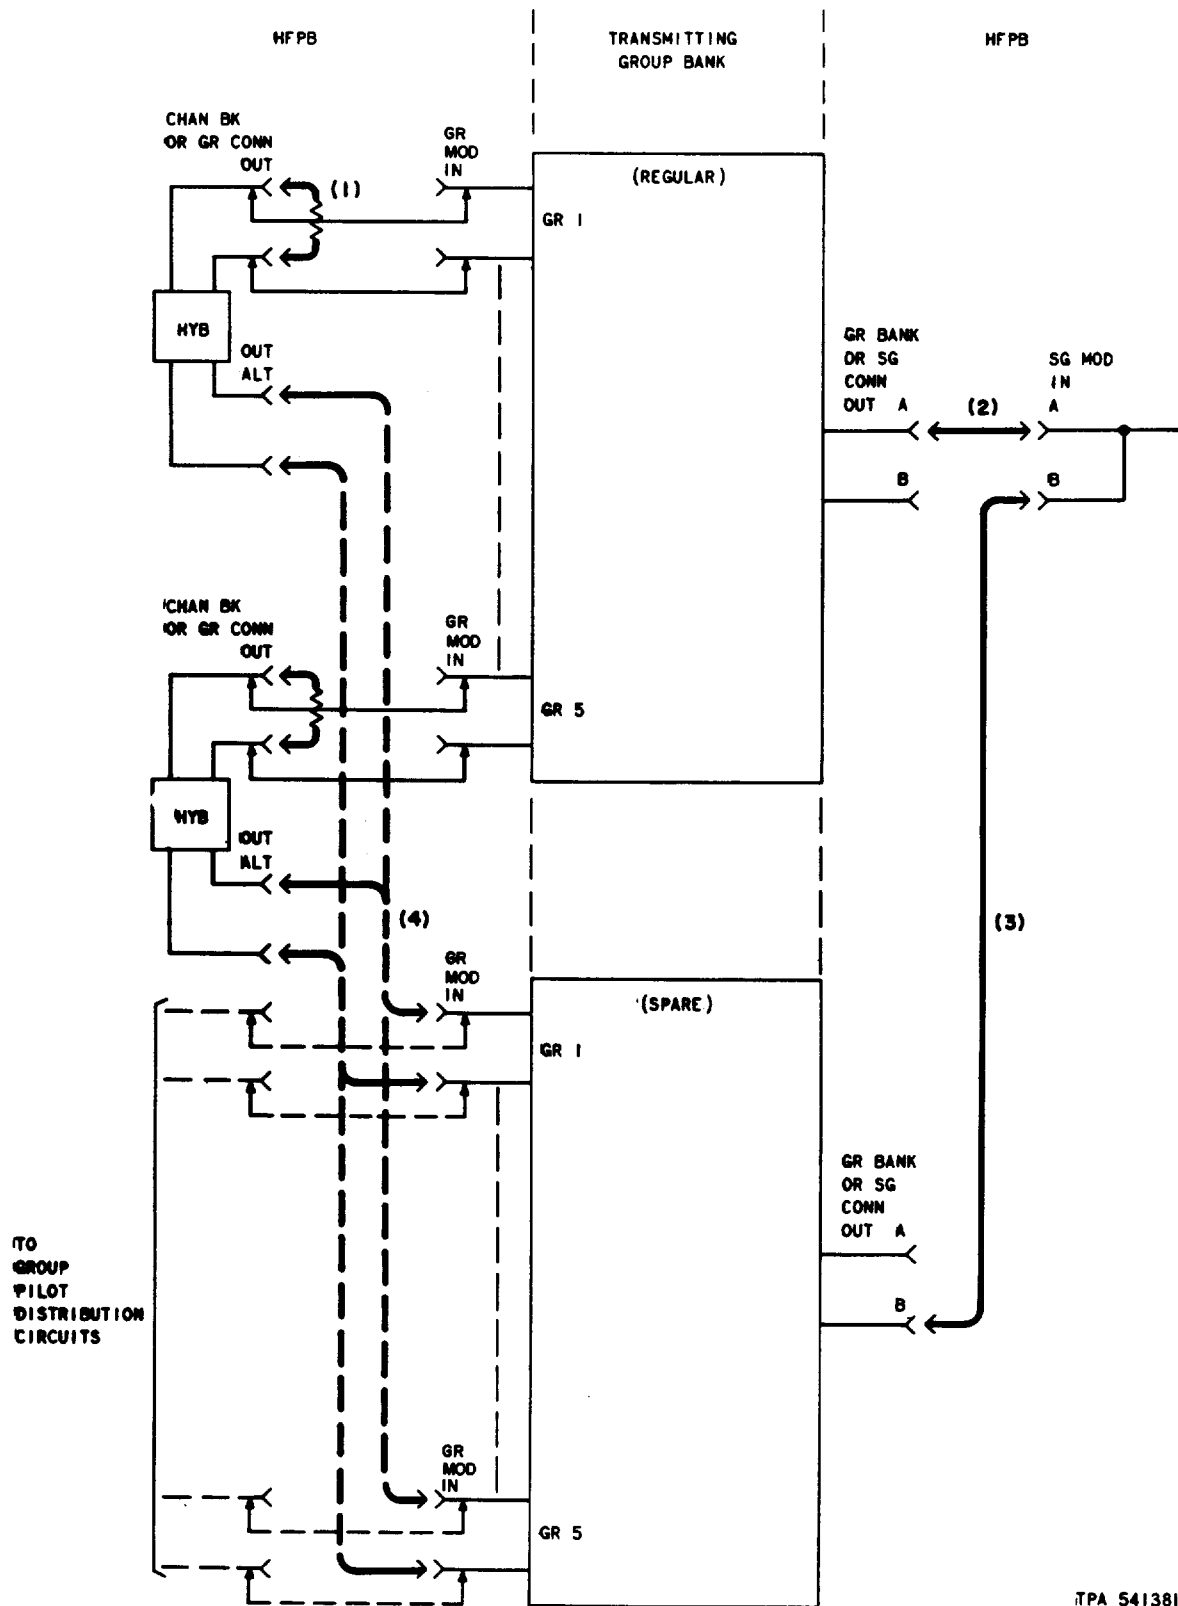 HFPB
TRANSMITTING
GROUP BANK
HFPB
CHAN BK
OR GR CONN
OUT
(1)
GR
MOD
IN
(REGULAR)
GR 1
HYB
OUT
ALT
GR BANK
OR SG
CONN
OUT A
(2)
SG MOD
IN
A
B
B
CHAN BK
OR GR CONN
OUT
GR
MOD
IN
GR 5
HYB
OUT
ALT
(4)
(3)
GR
MOD
IN
(SPARE)
GR 1
GR BANK
OR SG
CONN
OUT A
B
TO
GROUP
PILOT
DISTRIBUTION
CIRCUITS
GR
MOD
IN
GR 5
TPA 541381